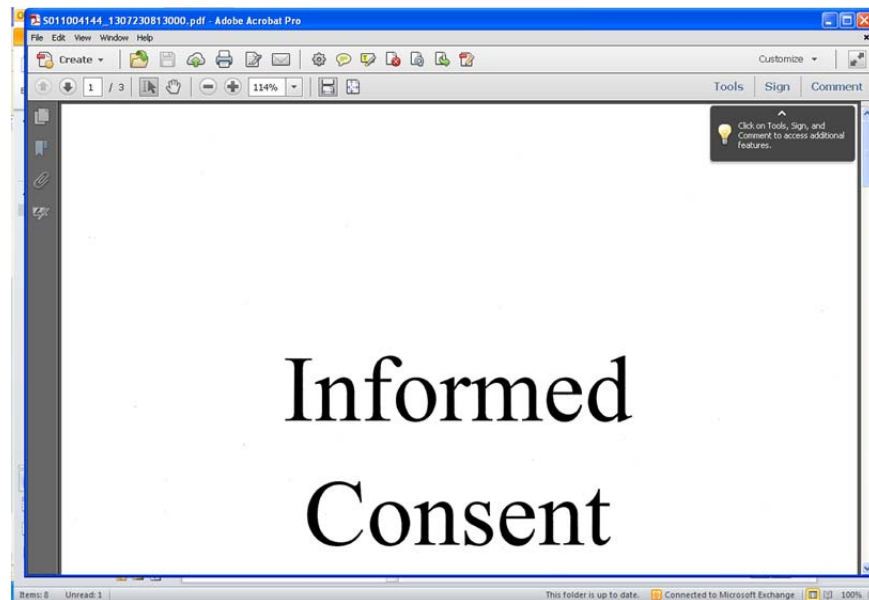 S011004144_1307230813000.pdf - Adobe Acrobat Pro
File Edit View Window Help
Create
Customize
1 / 3
114%
Tools Sign Comment
Click on Tools, Sign, and
Comment to access additional
features.
Informed
Consent
Items: 8 Unread: 1
This folder is up to date. Connected to Microsoft Exchange 100%